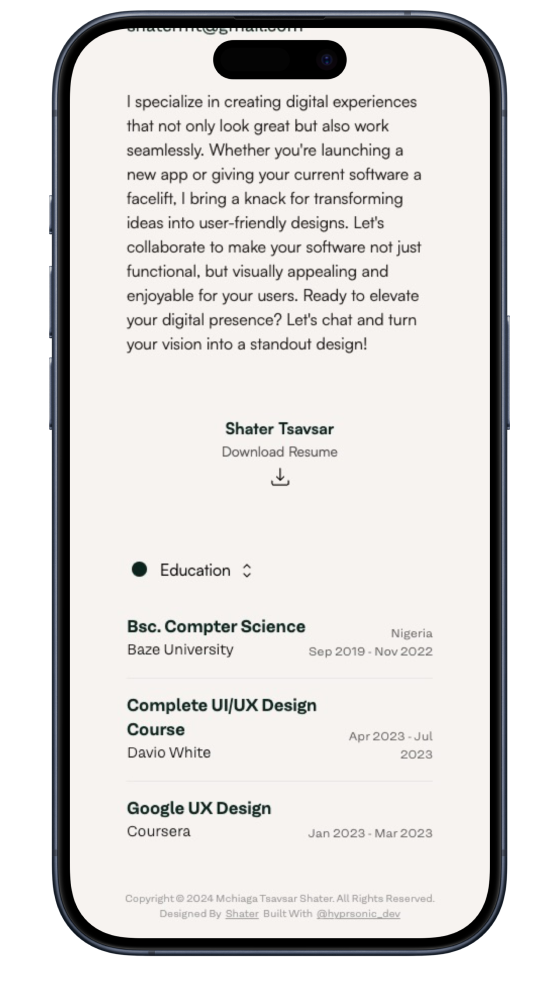 shatermt@gmail.com
I specialize in creating digital experiences
that not only look great but also work
seamlessly. Whether you're launching a
new app or giving your current software a
facelift, I bring a knack for transforming
ideas into user-friendly designs. Let's
collaborate to make your software not just
functional, but visually appealing and
enjoyable for your users. Ready to elevate
your digital presence? Let's chat and turn
your vision into a standout design!
Shater Tsavsar
Download Resume
Education
Bsc. Compter Science
Baze University
Nigeria
Sep 2019 - Nov 2022
Complete UI/UX Design
Course
Davio White
Apr 2023 - Jul
2023
Google UX Design
Coursera
Jan 2023 - Mar 2023
Copyright © 2024 Mchiaga Tsavsar Shater. All Rights Reserved.
Designed By Shater Built With @hyprsonic_dev